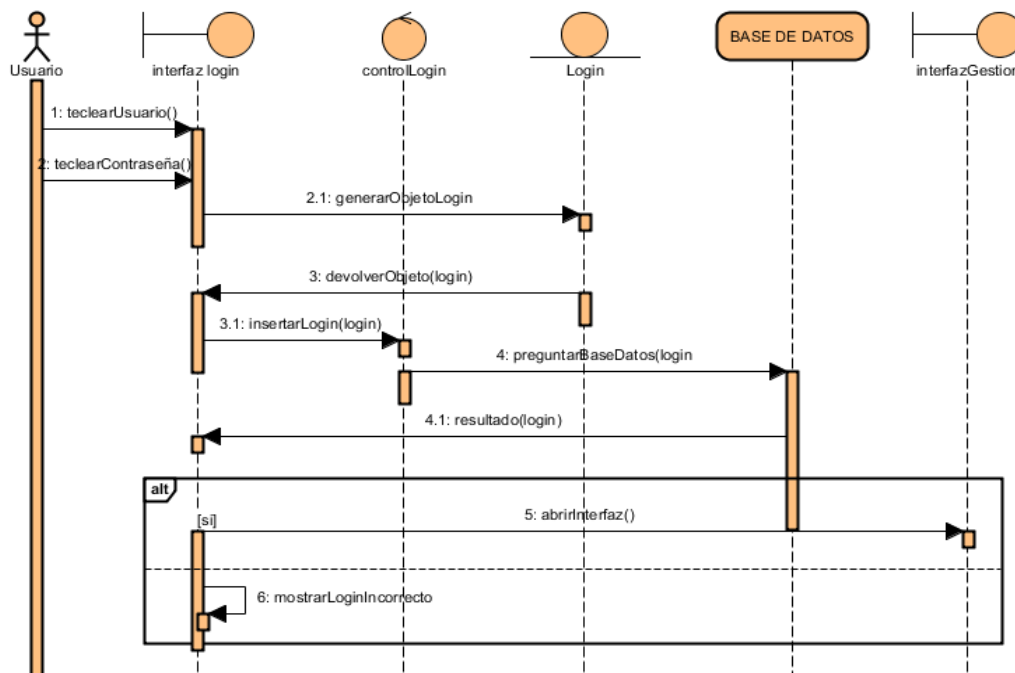 BASE DE DATOS
Usuario
interfaz login
controlLogin
Login
interfazGestion
1: teclearUsuario()
2: teclearContraseña()
2.1: generarObjetoLogin
3: devolverObjeto(login)
3.1: insertarLogin(login)
4: preguntarBaseDatos(login
4.1: resultado(login)
alt
[si]
5: abrirInterfaz()
6: mostrarLoginIncorrecto